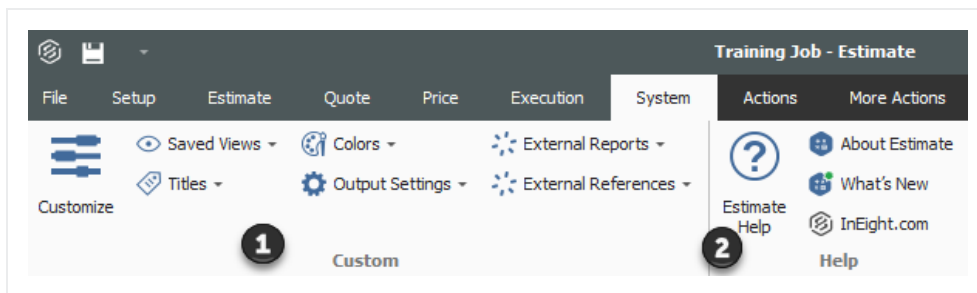 Training Job - Estimate
File Setup Estimate Quote Price Execution System Actions More Actions
Customize
Saved Views
Titles
Colors
Output Settings
External Reports
External References
1
Custom
?
Estimate
Help
About Estimate
What's New
InEight.com
2
Help